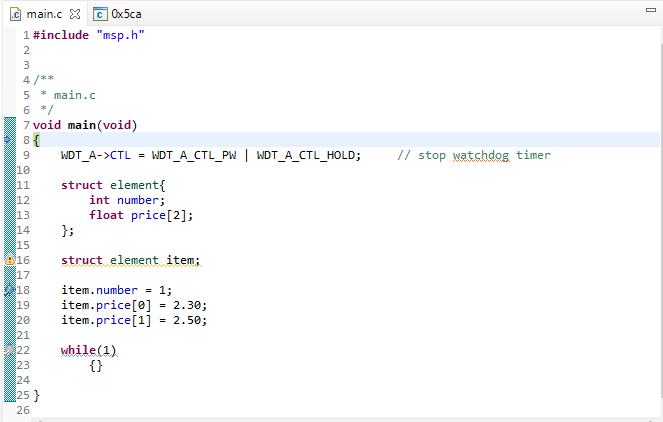 main.c 0x5ca
1 #include "msp.h"
2
3
4 /**
5  * main.c
6  */
7 void main(void)
8 {
9     WDT_A->CTL = WDT_A_CTL_PW | WDT_A_CTL_HOLD;     // stop watchdog timer
10
11     struct element{
12         int number;
13         float price[2];
14     };
15
16     struct element item;
17
18     item.number = 1;
19     item.price[0] = 2.30;
20     item.price[1] = 2.50;
21
22     while(1)
23         {}
24
25 }
26